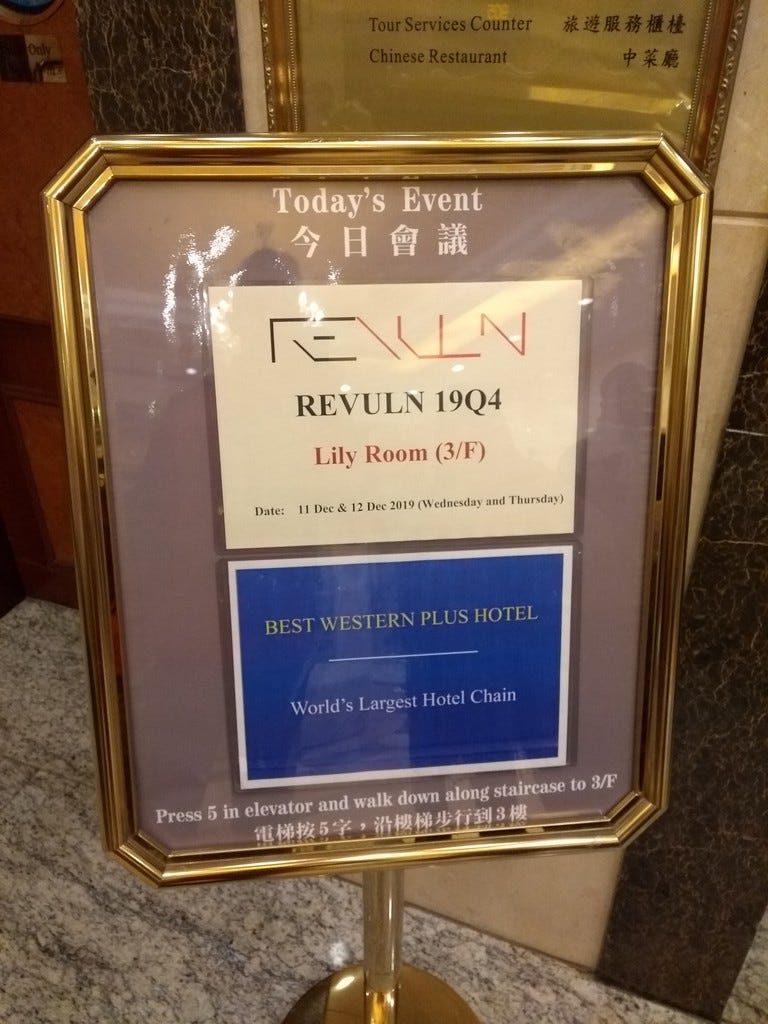 Only
Tour Services Counter 旅遊服務櫃檯
Chinese Restaurant 中菜廳
Today's Event
今日會議
REVULN
REVULN 19Q4
Lily Room (3/F)
Date: 11 Dec & 12 Dec 2019 (Wednesday and Thursday)
BEST WESTERN PLUS HOTEL
World's Largest Hotel Chain
Press 5 in elevator and walk down along staircase to 3/F
電梯按5字，沿樓梯步行到3樓